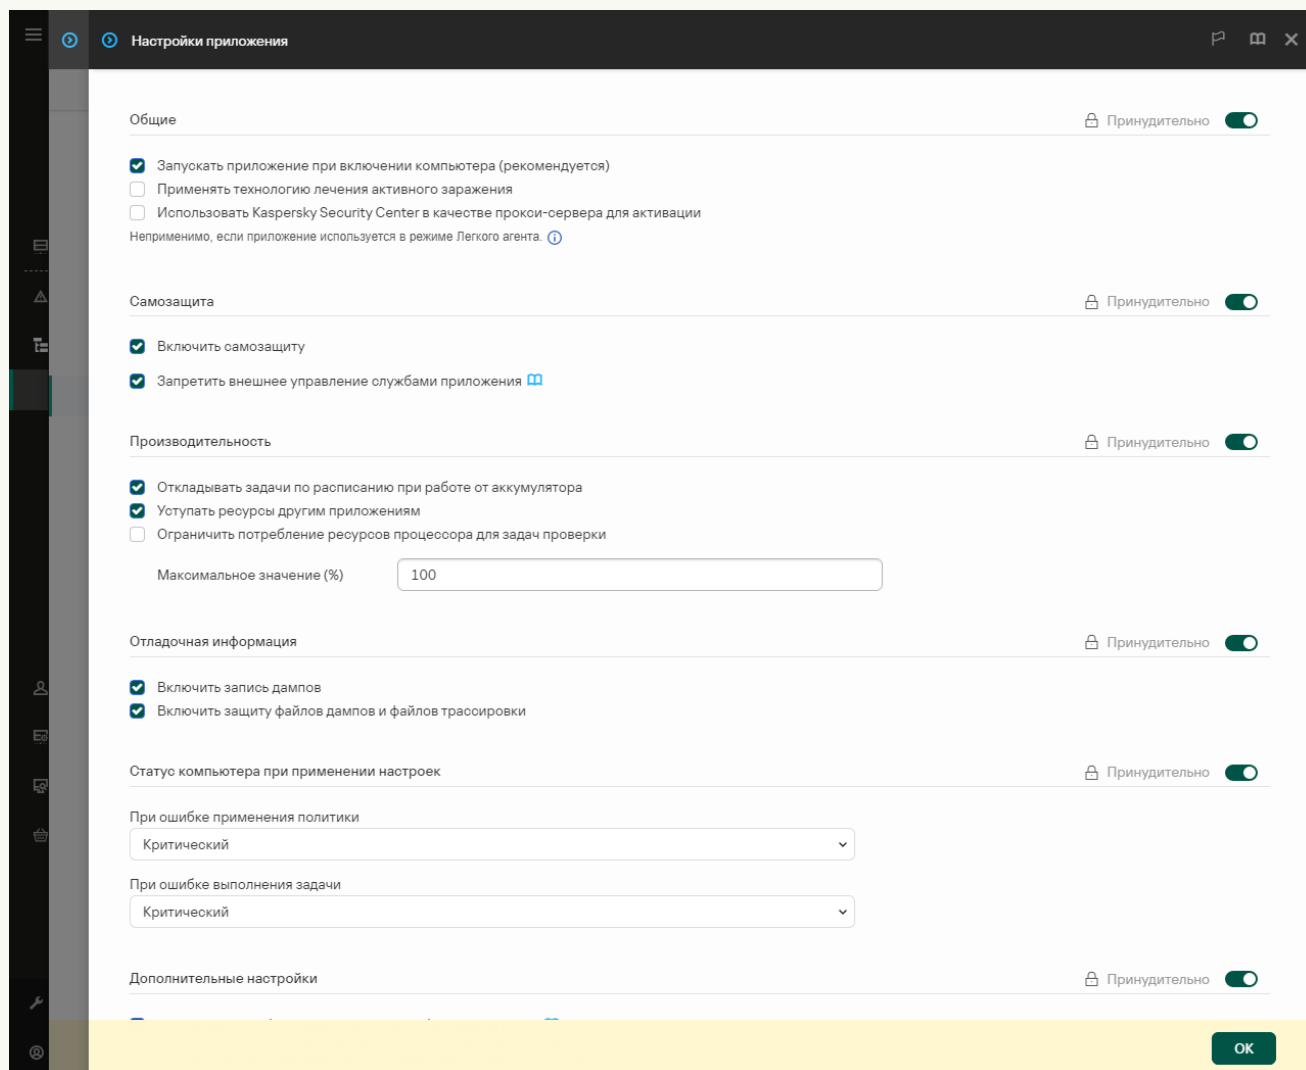 Настройки приложения
Общие
Принудительно
Запускать приложение при включении компьютера (рекомендуется)
Применять технологию лечения активного заражения
Использовать Kaspersky Security Center в качестве прокси-сервера для активации
Неприменимо, если приложение используется в режиме Легкого агента.
Самозащита
Принудительно
Включить самозащиту
Запретить внешнее управление службами приложения
Производительность
Принудительно
Откладывать задачи по расписанию при работе от аккумулятора
Уступать ресурсы другим приложениям
Ограничить потребление ресурсов процессора для задач проверки
Максимальное значение (%)
100
Отладочная информация
Принудительно
Включить запись дампов
Включить защиту файлов дампов и файлов трассировки
Статус компьютера при применении настроек
Принудительно
При ошибке применения политики
Критический
При ошибке выполнения задачи
Критический
Дополнительные настройки
Принудительно
ОК